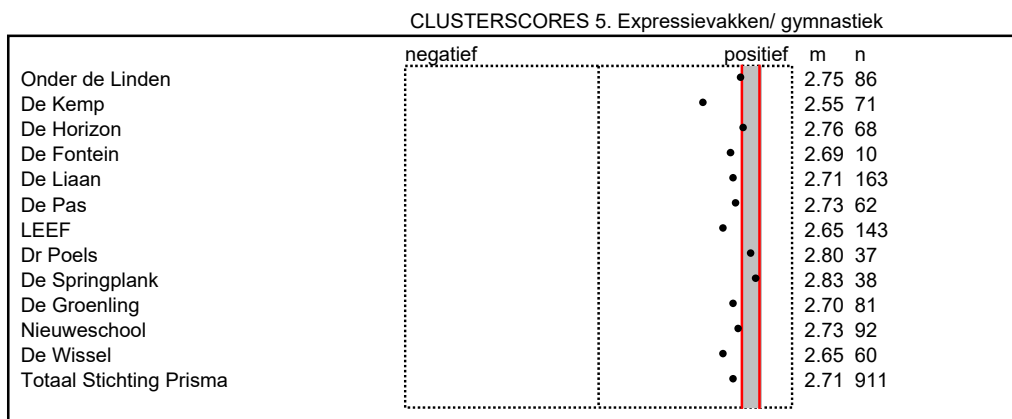 CLUSTERSCORES 5. Expressievakken/ gymnastiek
negatief positief m n
Onder de Linden 2.75 86
De Kemp 2.55 71
De Horizon 2.76 68
De Fontein 2.69 10
De Liaan 2.71 163
De Pas 2.73 62
LEEF 2.65 143
Dr Poels 2.80 37
De Springplank 2.83 38
De Groenling 2.70 81
Nieuweschool 2.73 92
De Wissel 2.65 60
Totaal Stichting Prisma 2.71 911